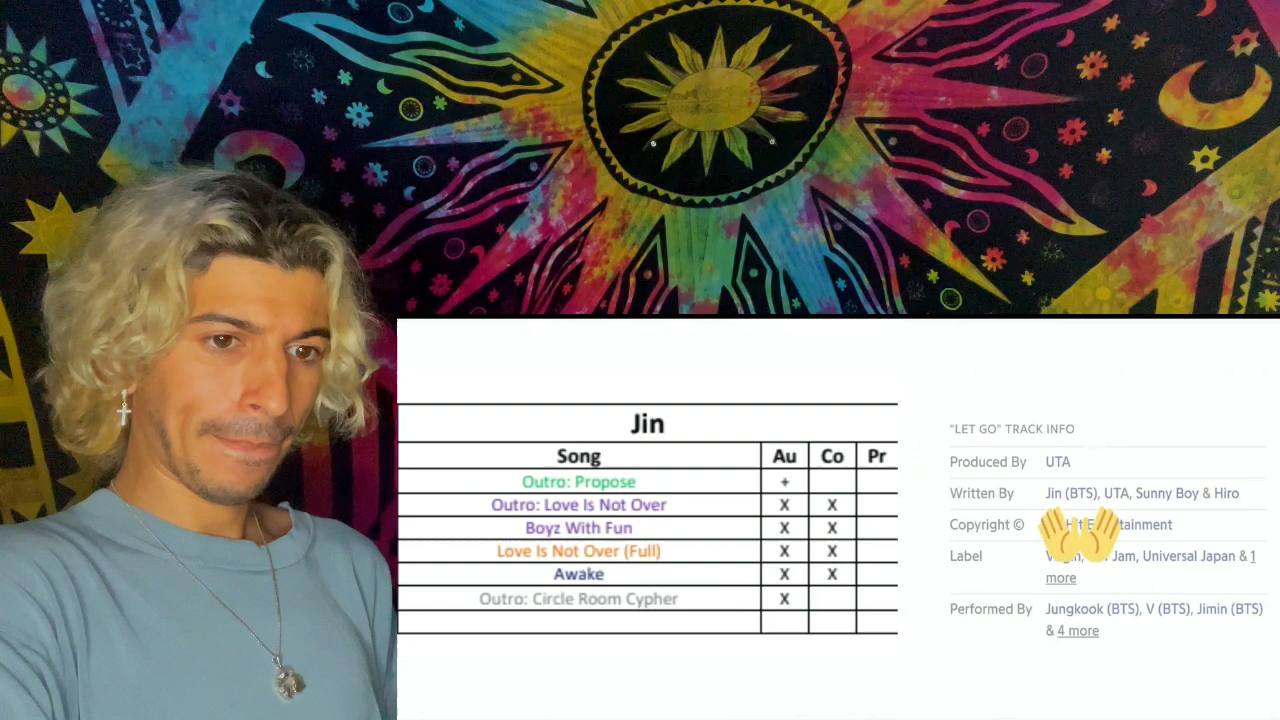 Jin
Song Au Co Pr
Outro: Propose +
Outro: Love Is Not Over X X
Boyz With Fun X X
Love Is Not Over (Full) X X
Awake X X
Outro: Circle Room Cypher X
"LET GO" TRACK INFO
Produced By UTA
Written By Jin (BTS), UTA, Sunny Boy & Hiro
Copyright ©
Label Jam, Universal Japan & 1
more
Performed By Jungkook (BTS), V (BTS), Jimin (BTS)
& 4 more